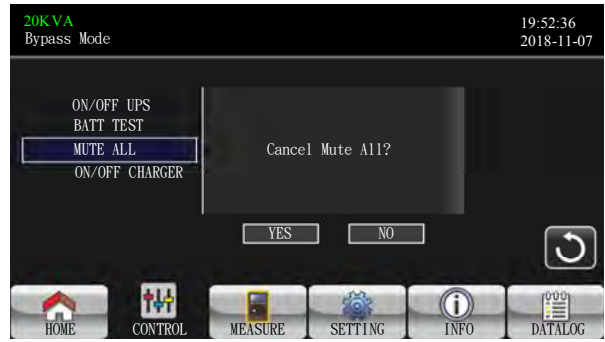 20KVA
Bypass Mode
19:52:36
2018-11-07
ON/OFF UPS
BATT TEST
MUTE ALL
ON/OFF CHARGER
Cancel Mute All?
YES NO
HOME CONTROL MEASURE SETTING INFO DATALOG